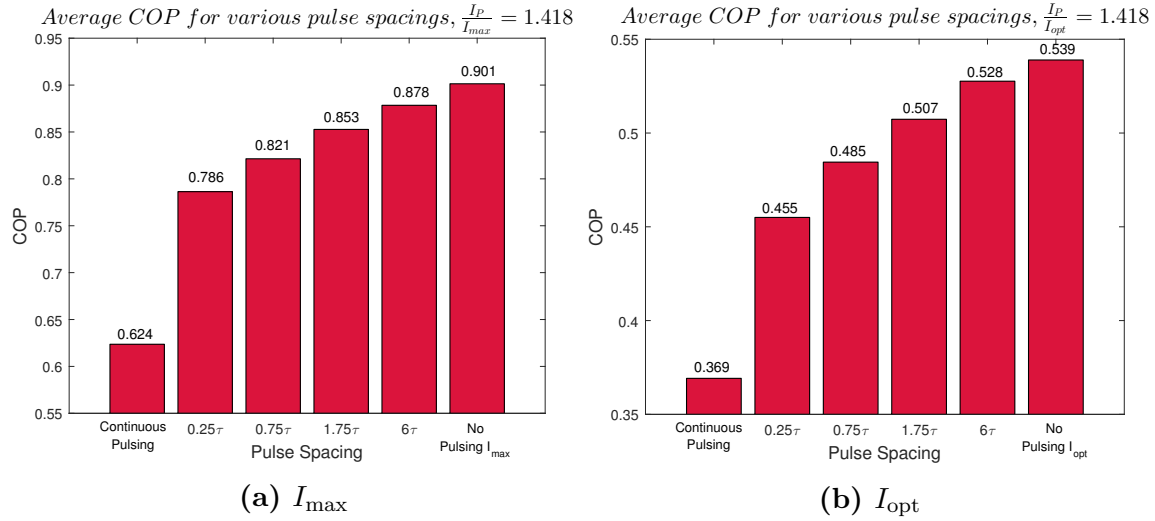 Average COP for various pulse spacings, I_P/I_max = 1.418
0.95
0.9
0.85
0.8
0.75
0.7
0.65
0.6
0.55
COP
0.624
0.786
0.821
0.853
0.878
0.901
Continuous Pulsing
0.25τ
0.75τ
1.75τ
6τ
No Pulsing I_max
Pulse Spacing
(a) I_max
Average COP for various pulse spacings, I_P/I_opt = 1.418
0.55
0.5
0.45
0.4
0.35
COP
0.369
0.455
0.485
0.507
0.528
0.539
Continuous Pulsing
0.25τ
0.75τ
1.75τ
6τ
No Pulsing I_opt
Pulse Spacing
(b) I_opt